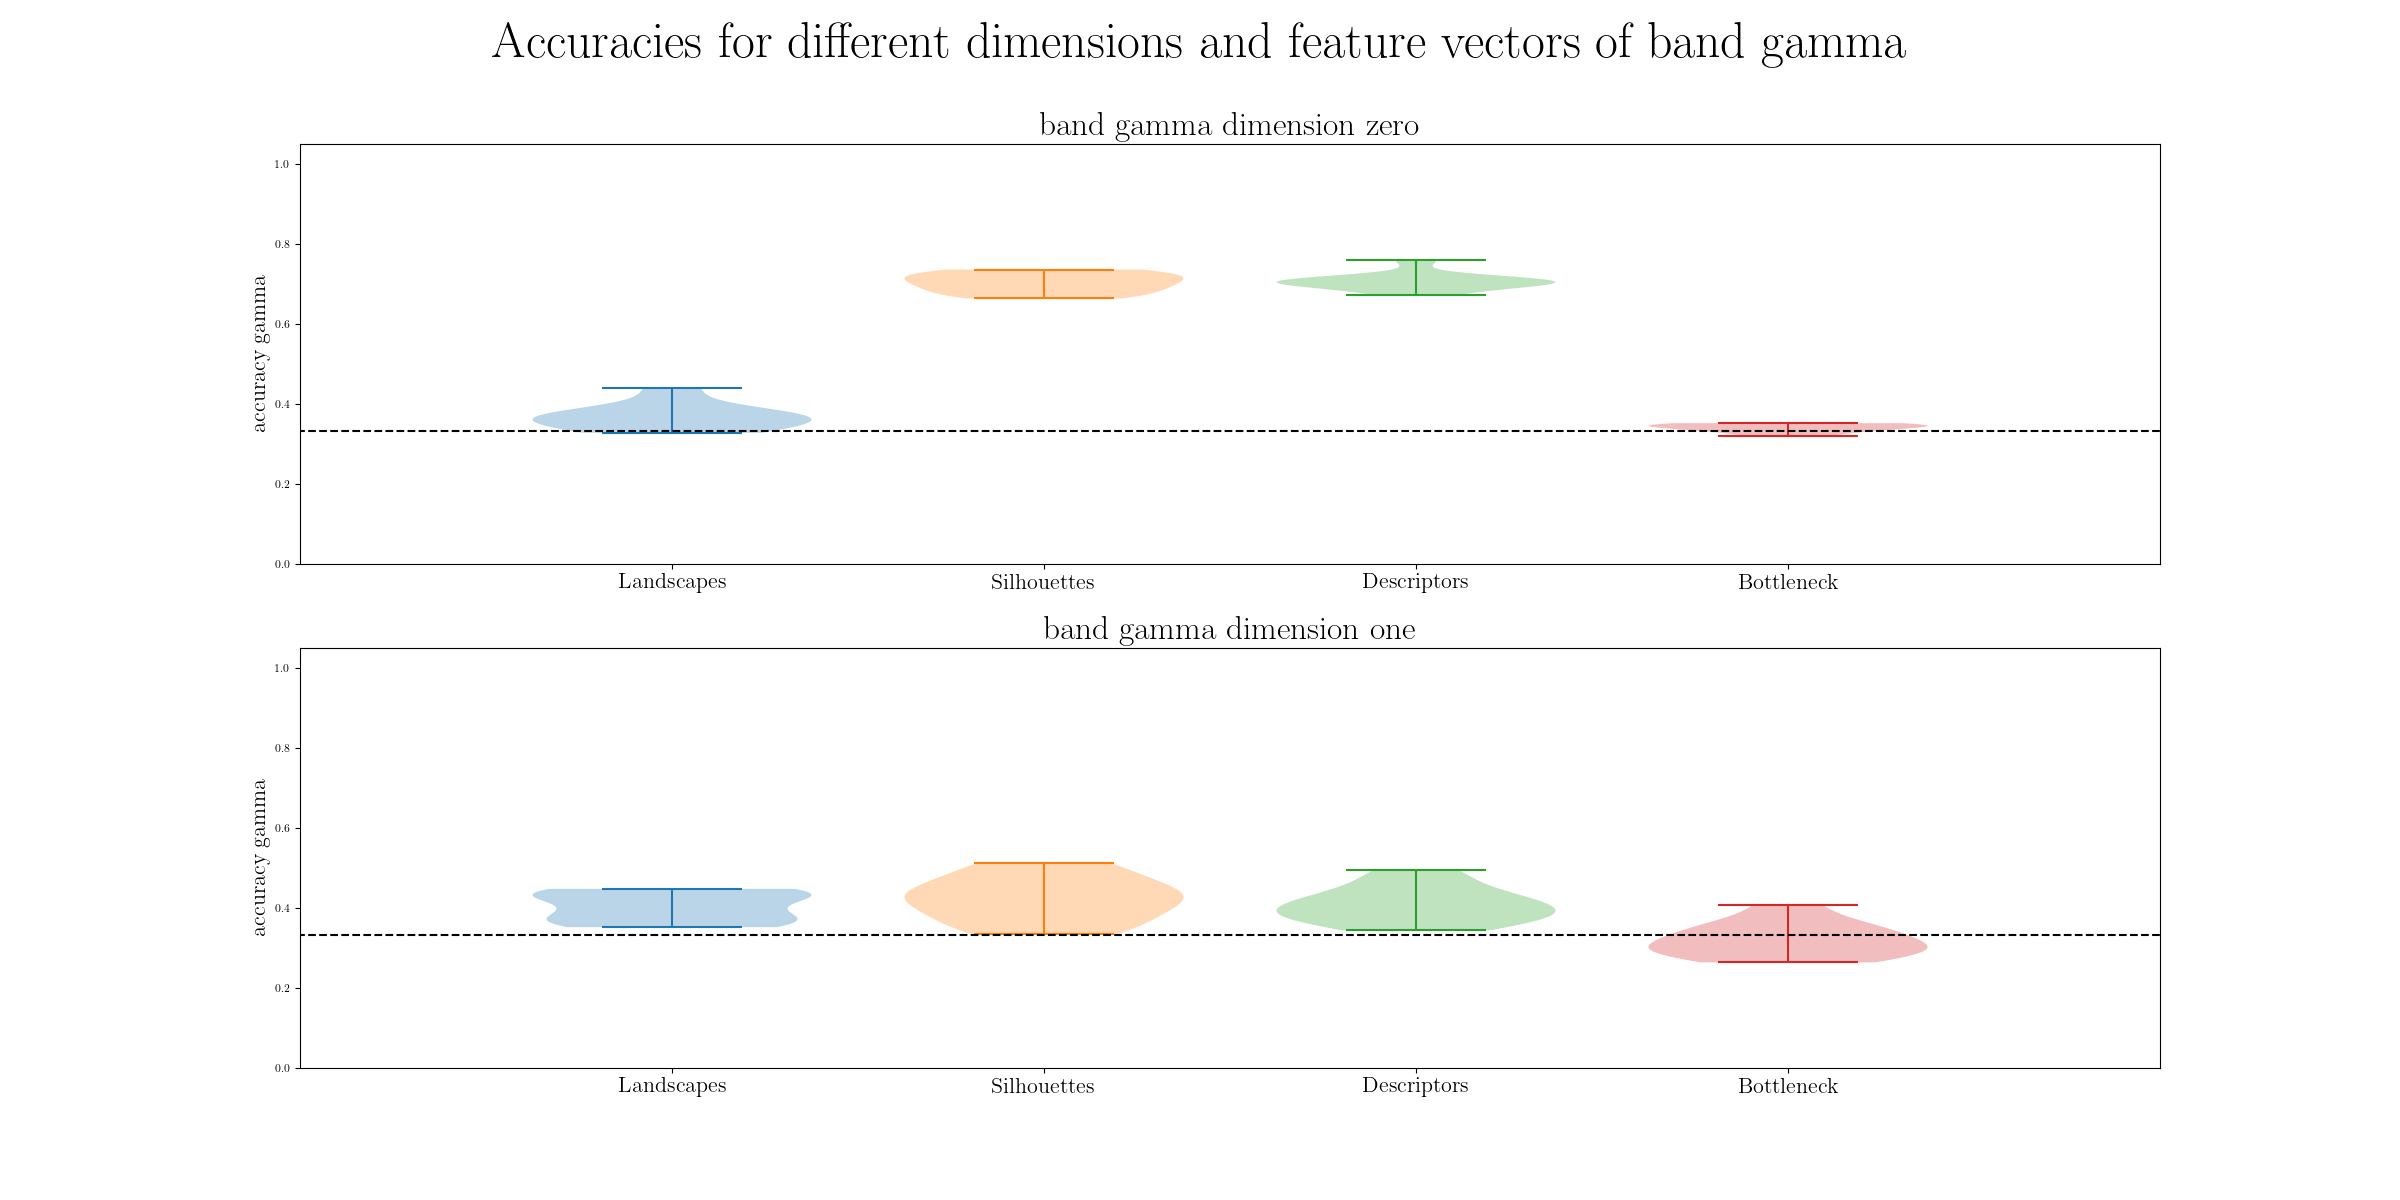 Accuracies for different dimensions and feature vectors of band gamma
band gamma dimension zero
accuracy gamma
1.0
0.8
0.6
0.4
0.2
0.0
Landscapes Silhouettes Descriptors Bottleneck
band gamma dimension one
accuracy gamma
1.0
0.8
0.6
0.4
0.2
0.0
Landscapes Silhouettes Descriptors Bottleneck